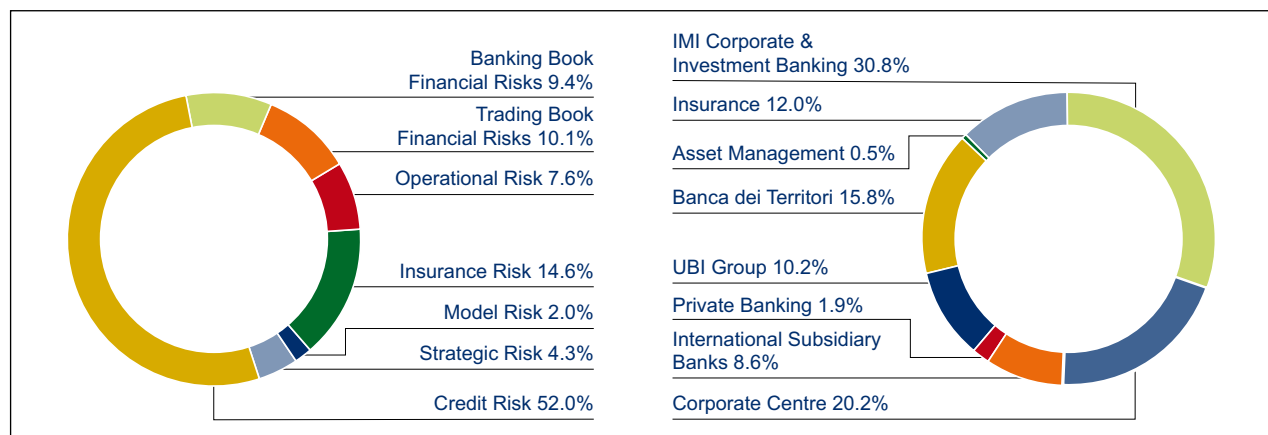 Banking Book
Financial Risks 9.4%
Trading Book
Financial Risks 10.1%
Operational Risk 7.6%
Insurance Risk 14.6%
Model Risk 2.0%
Strategic Risk 4.3%
Credit Risk 52.0%
IMI Corporate &
Investment Banking 30.8%
Insurance 12.0%
Asset Management 0.5%
Banca dei Territori 15.8%
UBI Group 10.2%
Private Banking 1.9%
International Subsidiary
Banks 8.6%
Corporate Centre 20.2%